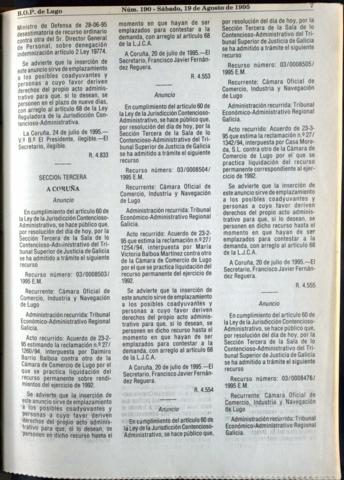 B.O.P. de Lugo
Núm. 190 - Sábado, 19 de Agosto de 1995
7
Ministro de Defensa de 28-06-95
desestimatoria de recurso ordinario
contra otra del Sr. Director General
de Personal, sobre denegación
indemnización artículo 2 Ley 19774.
Se advierte que la inserción de
este anuncio sirve de emplazamiento
a los posibles coadyuvantes y
personas a cuyo favor deriven
derechos del propio acto administra-
tivo para que, si lo desean, se
personen en el plazo de nueve días,
con arreglo al artículo 68 de la Ley
Reguladora de la Jurisdicción Con-
tencioso-Administrativa.
La Coruña, 24 de julio de 1995.—
V.º B.º El Presidente, ilegible.—El
Secretario, ilegible.
R. 4.833
SECCION TERCERA
A CORUÑA
Anuncio
En cumplimiento del artículo 60 de
la Ley de la Jurisdicción Contencioso-
Administrativo, se hace público que,
por resolución del día de hoy, por la
Sección Tercera de la Sala de lo
Contencioso-Administrativo del Tri-
bunal Superior de Justicia de Galicia
se ha admitido a trámite el siguiente
recurso
Recurso número: 03/0008503/
1995 E.M.
Recurrente: Cámara Oficial de
Comercio, Industria y Navegación
de Lugo
Administración recurrida: Tribunal
Económico-Administrativo Regional
Galicia.
Acto recurrido: Acuerdo de 23-2-
95 estimando la reclamación n.º 27/
1260/94, interpuesta por Damiro
Barrio Balboa contra otro de la
Cámara de Comercio de Lugo por
el que se practica liquidación del
recurso permanente sobre rendi-
mientos del ejercicio de 1992.
Se advierte que la inserción de
este anuncio sirve de emplazamiento
a los posibles coadyuvantes y
personas a cuyo favor deriven
derechos del propio acto adminis-
trativo para que, si lo desean, se
personen en dicho recurso hasta el
momento en que hayan de ser
emplazados para contestar a la
demanda, con arreglo al artículo 68
de la L.J.C.A.
A Coruña, 20 de julio de 1995.—El
Secretario, Francisco Javier Fernán-
dez Reguera.
R. 4.553
Anuncio
En cumplimiento del artículo 60 de
la Ley de la Jurisdicción Contencioso-
Administrativo, se hace público que,
por resolución del día de hoy, por la
Sección Tercera de la Sala de lo
Contencioso-Administrativo del Tri-
bunal Superior de Justicia de Galicia
se ha admitido a trámite el siguiente
recurso
Recurso número: 03/0008504/
1995 E.M.
Recurrente: Cámara Oficial de
Comercio, Industria y Navegación
de Lugo
Administración recurrida: Tribunal
Económico-Administrativo Regional
Galicia.
Acto recurrido: Acuerdo de 23-2-
95 que estima la reclamación n.º 27/
1254/94, interpuesta por María
Victoria Balboa Martínez contra otro
de la Cámara de Comercio de Lugo
por el que se practica liquidación del
recurso permanente del ejercicio de
1992.
Se advierte que la inserción de
este anuncio sirve de emplazamiento
a los posibles coadyuvantes y
personas a cuyo favor deriven
derechos del propio acto administra-
tivo para que, si lo desean, se
personen en dicho recurso hasta el
momento en que hayan de ser
emplazados para contestar a la
demanda, con arreglo al artículo 68
de la L.J.C.A.
A Coruña, 20 de julio de 1995.—El
Secretario, Francisco Javier Fernán-
dez Reguera.
R. 4.554
Anuncio
En cumplimiento del artículo 60 de
la Ley de la Jurisdicción Contencioso-
Administrativo, se hace público que,
por resolución del día de hoy, por la
Sección Tercera de la Sala de lo
Contencioso-Administrativo del Tri-
bunal Superior de Justicia de Galicia
se ha admitido a trámite el siguiente
recurso
Recurso número: 03/0008505/
1995 E.M.
Recurrente: Cámara Oficial de
Comercio, Industria y Navegación
de Lugo
Administración recurrida: Tribunal
Económico-Administrativo Regional
Galicia.
Acto recurrido: Acuerdo de 23-3-
95 que estima la reclamación n.º 27/
1342/94, interpuesta por Casa More-
da, S.L. contra otra de la Cámara de
Comercio de Lugo por el que se
practica liquidación del recurso
permanente correspondiente al ejer-
cicio de 1992.
Se advierte que la inserción de
este anuncio sirve de emplazamiento
a los posibles coadyuvantes y
personas a cuyo favor deriven
derechos del propio acto administra-
tivo para que, si lo desean, se
personen en dicho recurso hasta el
momento en que hayan de ser
emplazados para contestar a la
demanda, con arreglo al artículo 68
de la L.J.C.A.
A Coruña, 20 de julio de 1995.—El
Secretario, Francisco Javier Fernán-
dez Reguera.
R. 4.555
Anuncio
En cumplimiento del artículo 60 de
la Ley de la Jurisdicción Contencioso-
Administrativo, se hace público que,
por resolución del día de hoy, por la
Sección Tercera de la Sala de lo
Contencioso-Administrativo del Tri-
bunal Superior de Justicia de Galicia
se ha admitido a trámite el siguiente
recurso
Recurso número: 03/0008476/
1995 E.M.
Recurrente: Cámara Oficial de
Comercio, Industria y Navegación
de Lugo
Administración recurrida: Tribunal
Económico-Administrativo Regional
Galicia.